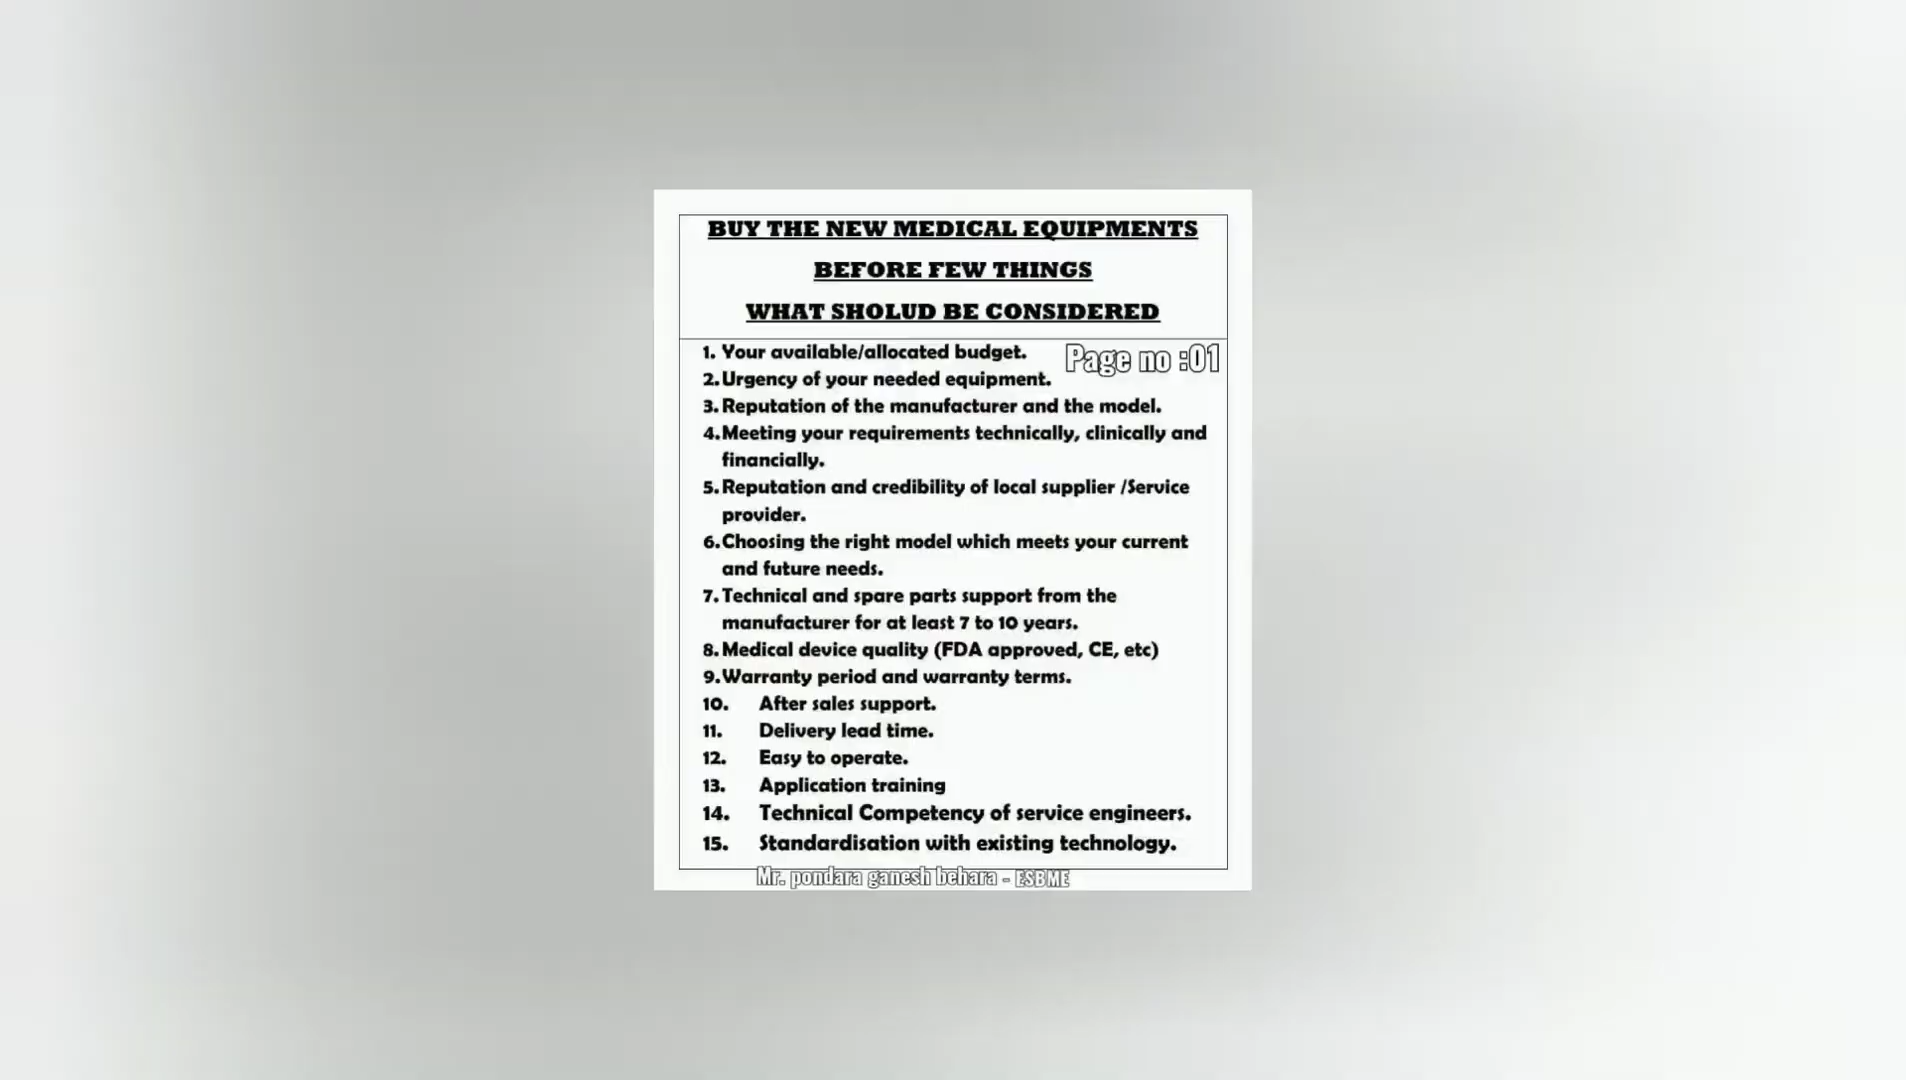 BUY THE NEW MEDICAL EQUIPMENTS
BEFORE FEW THINGS
WHAT SHOLUD BE CONSIDERED
Page no :01
1. Your available/allocated budget.
2. Urgency of your needed equipment.
3. Reputation of the manufacturer and the model.
4. Meeting your requirements technically, clinically and
financially.
5. Reputation and credibility of local supplier /Service
provider.
6. Choosing the right model which meets your current
and future needs.
7. Technical and spare parts support from the
manufacturer for at least 7 to 10 years.
8. Medical device quality (FDA approved, CE, etc)
9. Warranty period and warranty terms.
10. After sales support.
11. Delivery lead time.
12. Easy to operate.
13. Application training
14. Technical Competency of service engineers.
15. Standardisation with existing technology.
Mr. pondara ganesh behara - ESBME